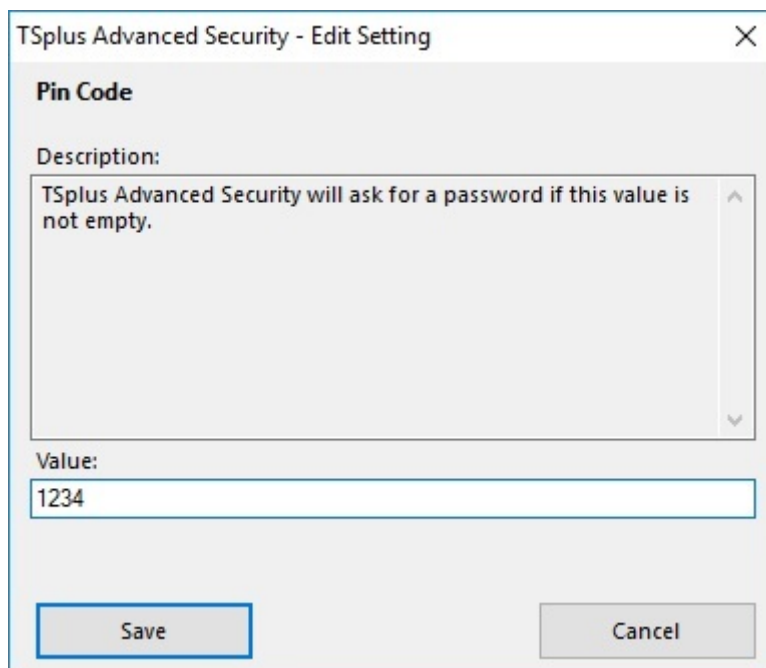 TSplus Advanced Security - Edit Setting
Pin Code
Description:
TSplus Advanced Security will ask for a password if this value is
not empty.
Value:
1234
Save
Cancel